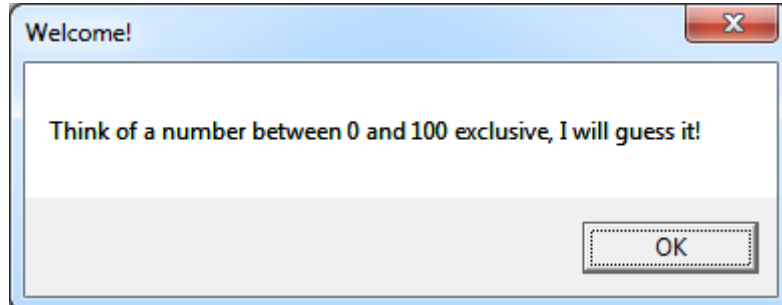 Welcome!
Think of a number between 0 and 100 exclusive, I will guess it!
OK